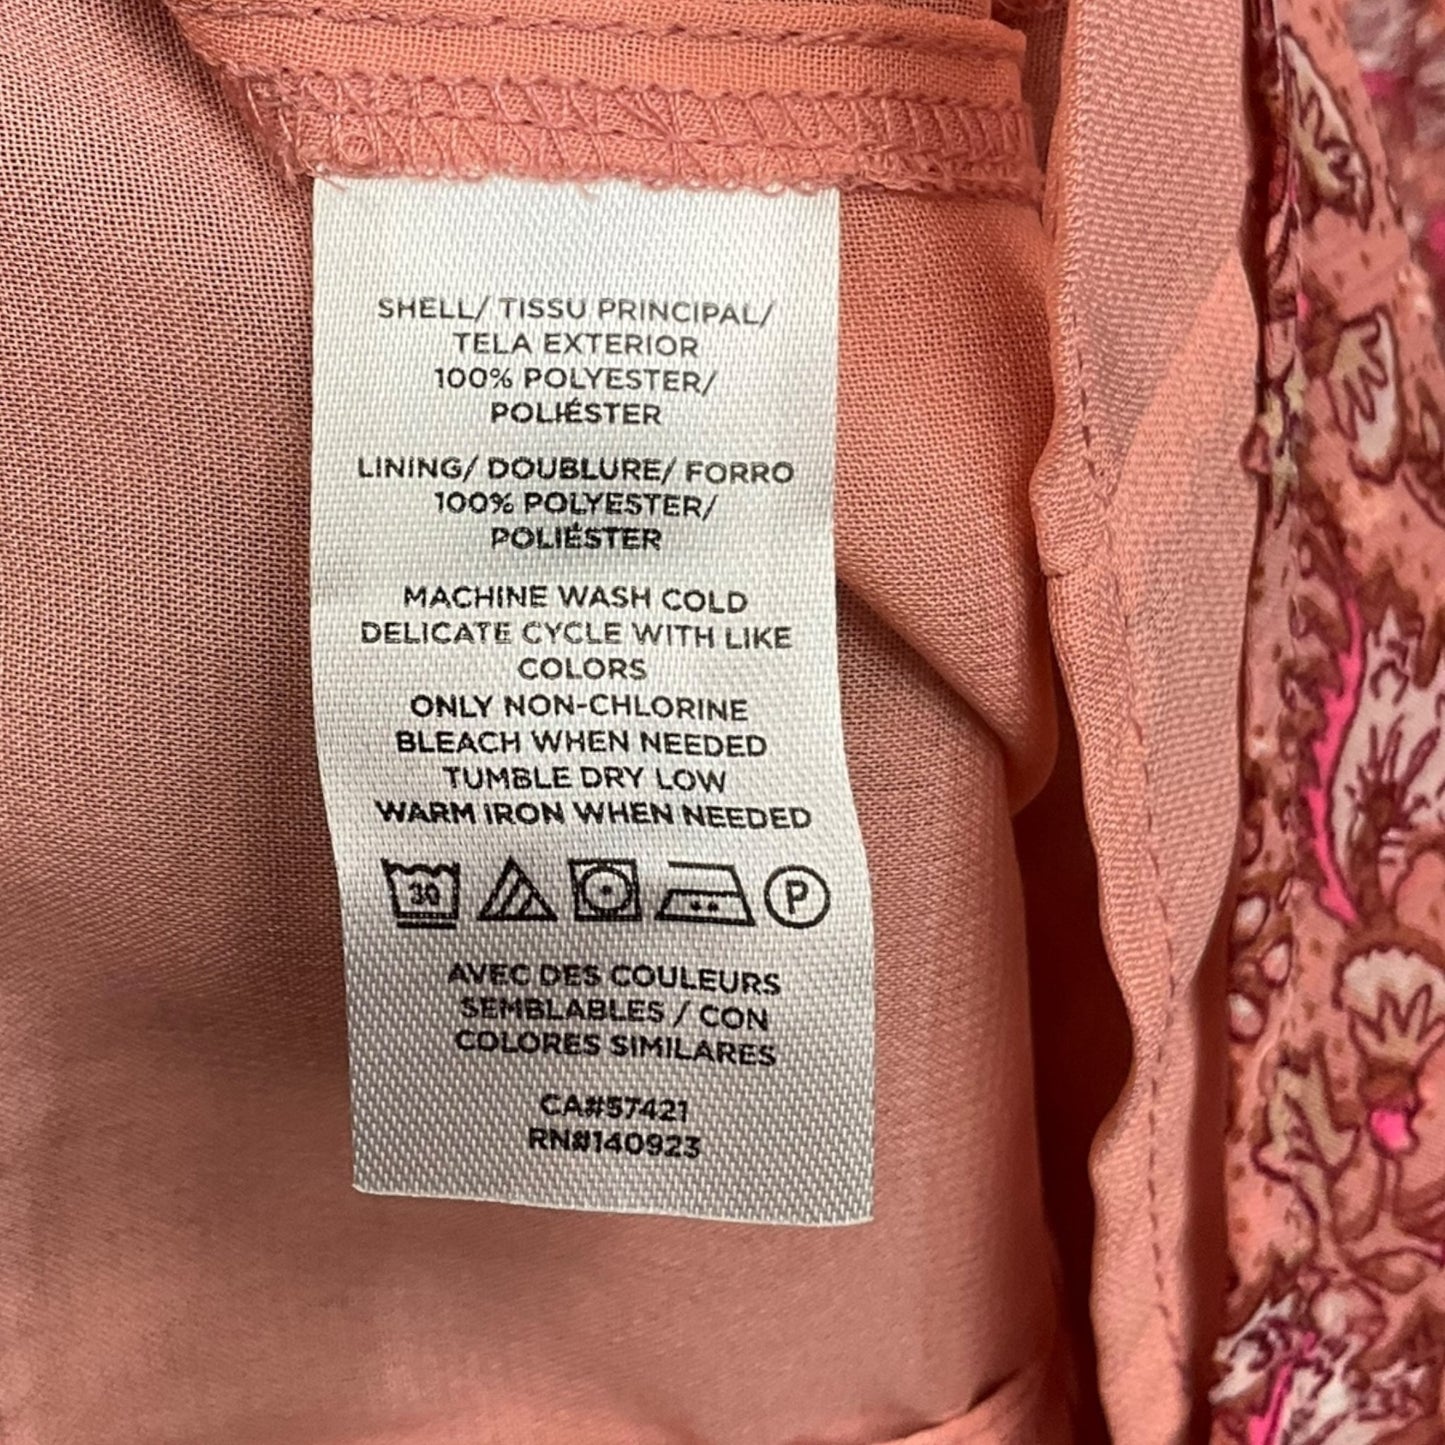 SHELL/ TISSU PRINCIPAL/
TELA EXTERIOR
100% POLYESTER/
POLIÉSTER
LINING/ DOUBLURE/ FORRO
100% POLYESTER/
POLIÉSTER
MACHINE WASH COLD
DELICATE CYCLE WITH LIKE
COLORS
ONLY NON-CHLORINE
BLEACH WHEN NEEDED
TUMBLE DRY LOW
WARM IRON WHEN NEEDED
30 P
AVEC DES COULEURS
SEMBLABLES / CON
COLORES SIMILARES
CA#57421
RN#140923